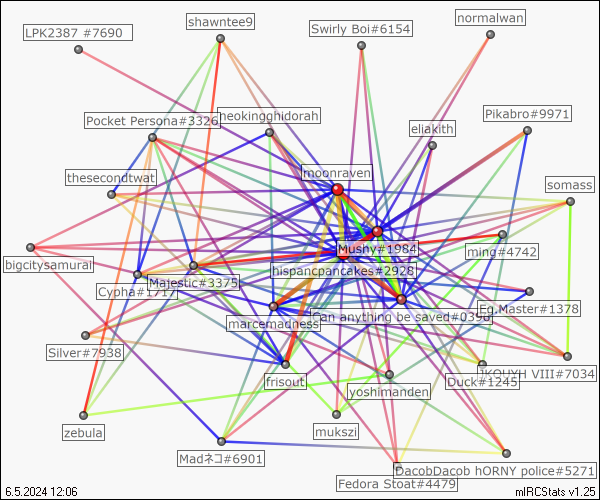 shawntee9
normalwan
LPK2387 #7690
Swirly Boi#6154
Pocket Persona#3326
heokingghidorah
eliakith
Pikabro#9971
thesecondtwat
moonraven
somass
Mushy#1984
ming#4742
bigcitysamurai
hispancpancakes#2928
Cypha#1717
Majestic#3375
Eg.Master#1378
marcemadness
Can anything be saved#0356
Silver#7938
frisout
VIII#7034
Duck#1245
yoshimanden
zebula
mukszi
Madネコ#6901
DacobDacob hORNY police#5271
Fedora Stoat#4479
6.5.2024 12:06
mIRCStats v1.25